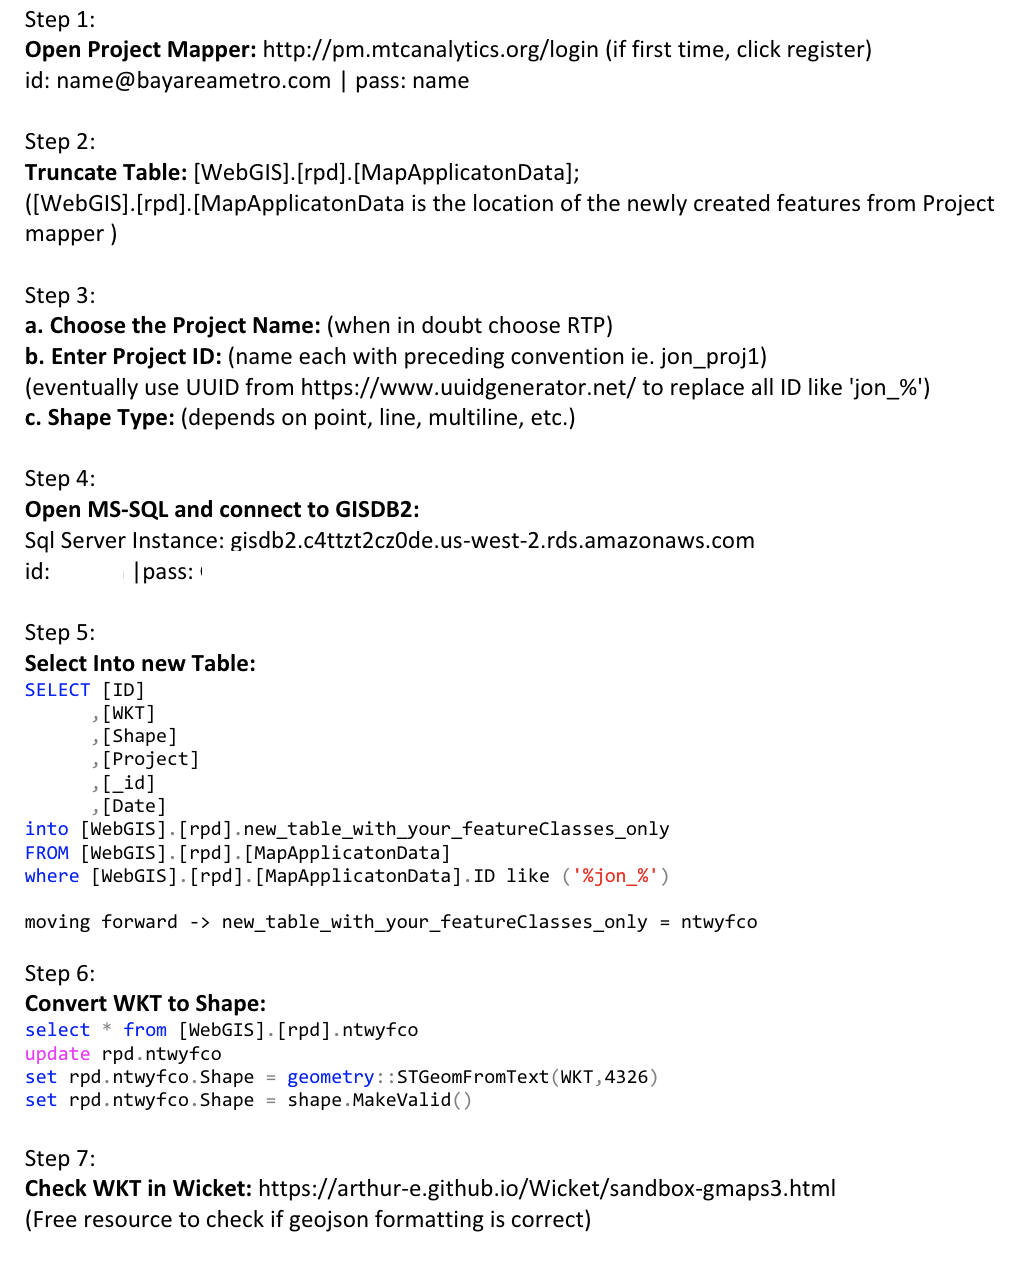 Step 1:
Open Project Mapper: http://pm.mtcanalytics.org/login (if first time, click register)
id: name@bayareametro.com | pass: name
Step 2:
Truncate Table: [WebGIS].[rpd].[MapApplicatonData];
([WebGIS].[rpd].[MapApplicatonData is the location of the newly created features from Project
mapper )
Step 3:
a. Choose the Project Name: (when in doubt choose RTP)
b. Enter Project ID: (name each with preceding convention ie. jon_proj1)
(eventually use UUID from https://www.uuidgenerator.net/ to replace all ID like 'jon_%')
c. Shape Type: (depends on point, line, multiline, etc.)
Step 4:
Open MS-SQL and connect to GISDB2:
Sql Server Instance: gisdb2.c4ttzt2cz0de.us-west-2.rds.amazonaws.com
id: |pass:
Step 5:
Select Into new Table:
SELECT [ID]
,[WKT]
,[Shape]
,[Project]
,[_id]
,[Date]
into [WebGIS].[rpd].new_table_with_your_featureClasses_only
FROM [WebGIS].[rpd].[MapApplicatonData]
where [WebGIS].[rpd].[MapApplicatonData].ID like ('%jon_%')
moving forward -> new_table_with_your_featureClasses_only = ntwyfco
Step 6:
Convert WKT to Shape:
select * from [WebGIS].[rpd].ntwyfco
update rpd.ntwyfco
set rpd.ntwyfco.Shape = geometry::STGeomFromText(WKT,4326)
set rpd.ntwyfco.Shape = shape.MakeValid()
Step 7:
Check WKT in Wicket: https://arthur-e.github.io/Wicket/sandbox-gmaps3.html
(Free resource to check if geojson formatting is correct)